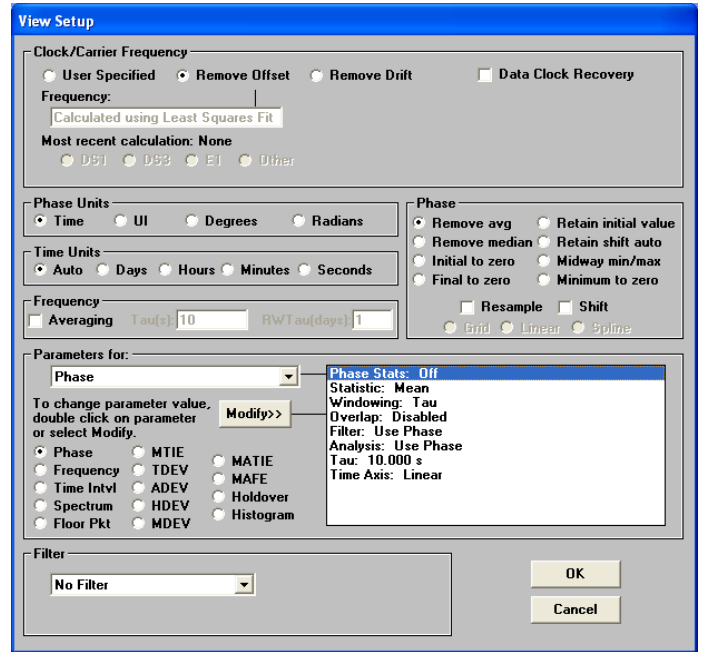 View Setup
Clock/Carrier Frequency
User Specified Remove Offset Remove Drift Data Clock Recovery
Frequency:
Calculated using Least Squares Fit
Most recent calculation: None
DS1 DS3 E1 Other
Phase Units
Time UI Degrees Radians
Time Units
Auto Days Hours Minutes Seconds
Frequency
Averaging Tau(s): 10 RWTau(days): 1
Phase
Remove avg Retain initial value
Remove median Retain shift auto
Initial to zero Midway min/max
Final to zero Minimum to zero
Resample Shift
Grid Linear Spline
Parameters for:
Phase
To change parameter value,
double click on parameter
or select Modify.
Modify>>
Phase MTIE
Frequency TDEV MATIE
Time Intvl ADEV MAFE
Spectrum HDEV Holdover
Floor Pkt MDEV Histogram
Phase Stats: Off
Statistic: Mean
Windowing: Tau
Overlap: Disabled
Filter: Use Phase
Analysis: Use Phase
Tau: 10.000 s
Time Axis: Linear
Filter
No Filter
OK
Cancel